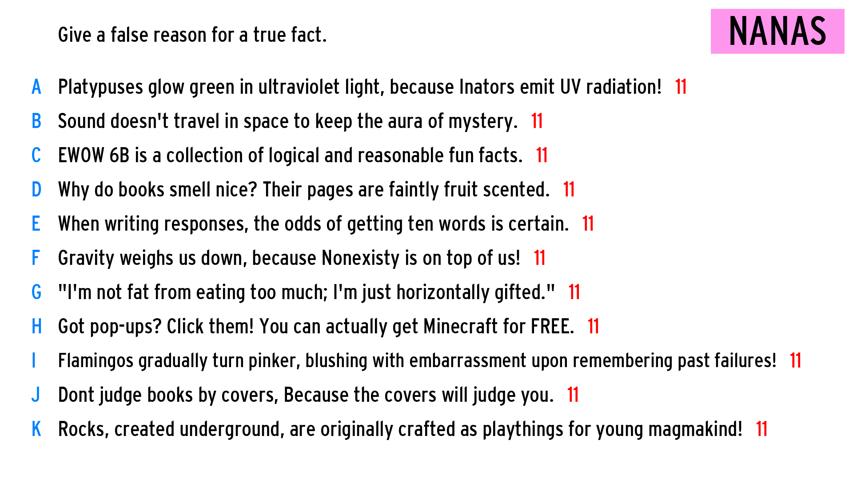 Give a false reason for a true fact.
NANAS
A Platypuses glow green in ultraviolet light, because Inators emit UV radiation! 11
B Sound doesn't travel in space to keep the aura of mystery. 11
C EWOW 6B is a collection of logical and reasonable fun facts. 11
D Why do books smell nice? Their pages are faintly fruit scented. 11
E When writing responses, the odds of getting ten words is certain. 11
F Gravity weighs us down, because Nonexisty is on top of us! 11
G "I'm not fat from eating too much; I'm just horizontally gifted." 11
H Got pop-ups? Click them! You can actually get Minecraft for FREE. 11
I Flamingos gradually turn pinker, blushing with embarrassment upon remembering past failures! 11
J Dont judge books by covers, Because the covers will judge you. 11
K Rocks, created underground, are originally crafted as playthings for young magmakind! 11